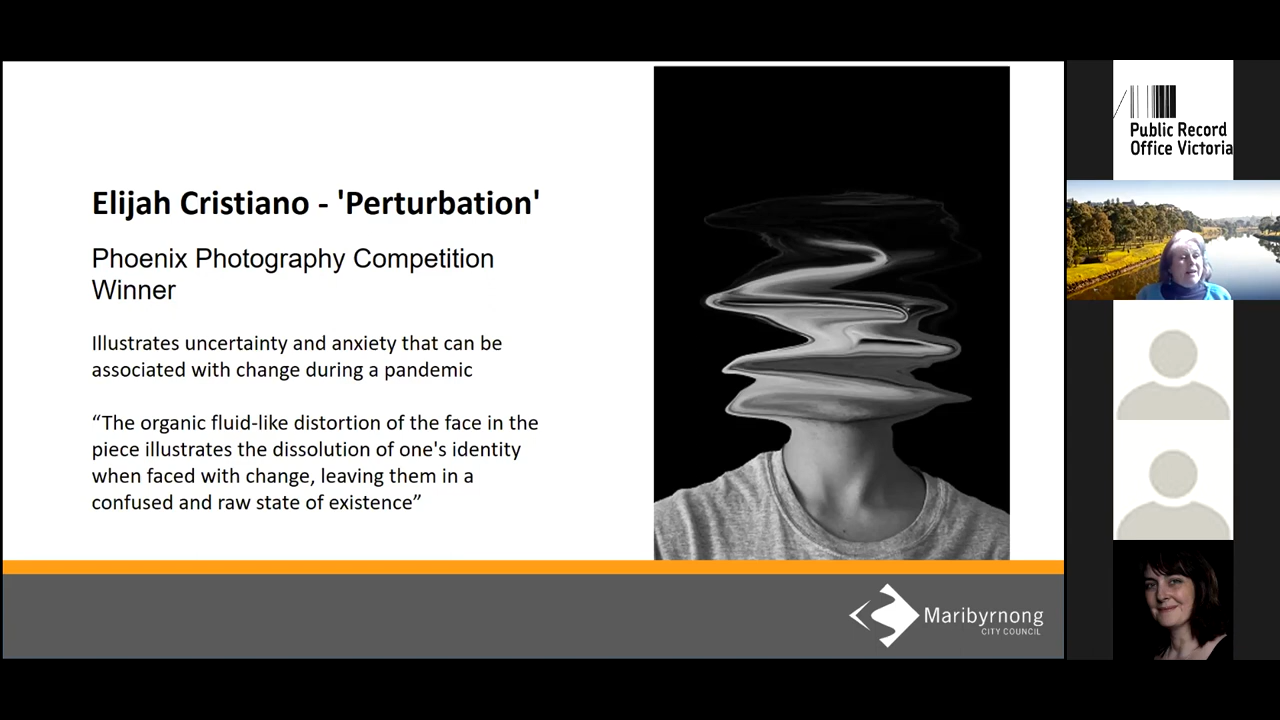 Elijah Cristiano - 'Perturbation'
Phoenix Photography Competition
Winner
Illustrates uncertainty and anxiety that can be
associated with change during a pandemic
“The organic fluid-like distortion of the face in the
piece illustrates the dissolution of one's identity
when faced with change, leaving them in a
confused and raw state of existence”
Maribyrnong
CITY COUNCIL
Public Record
Office Victoria